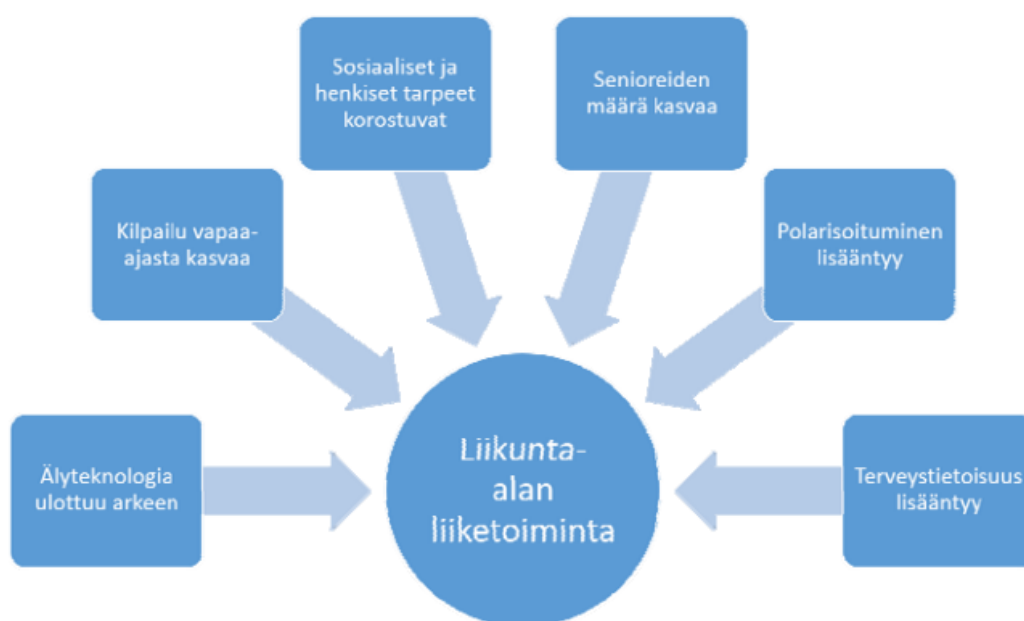 Sosiaaliset ja
henkiset tarpeet
korostuvat
Senioreiden
määrä kasvaa
Kilpailu vapaa-
ajasta kasvaa
Polarisoituminen
lisääntyy
Älyteknologia
ulottuu arkeen
Liikunta-
alan
liiketoiminta
Terveystietoisuus
lisääntyy